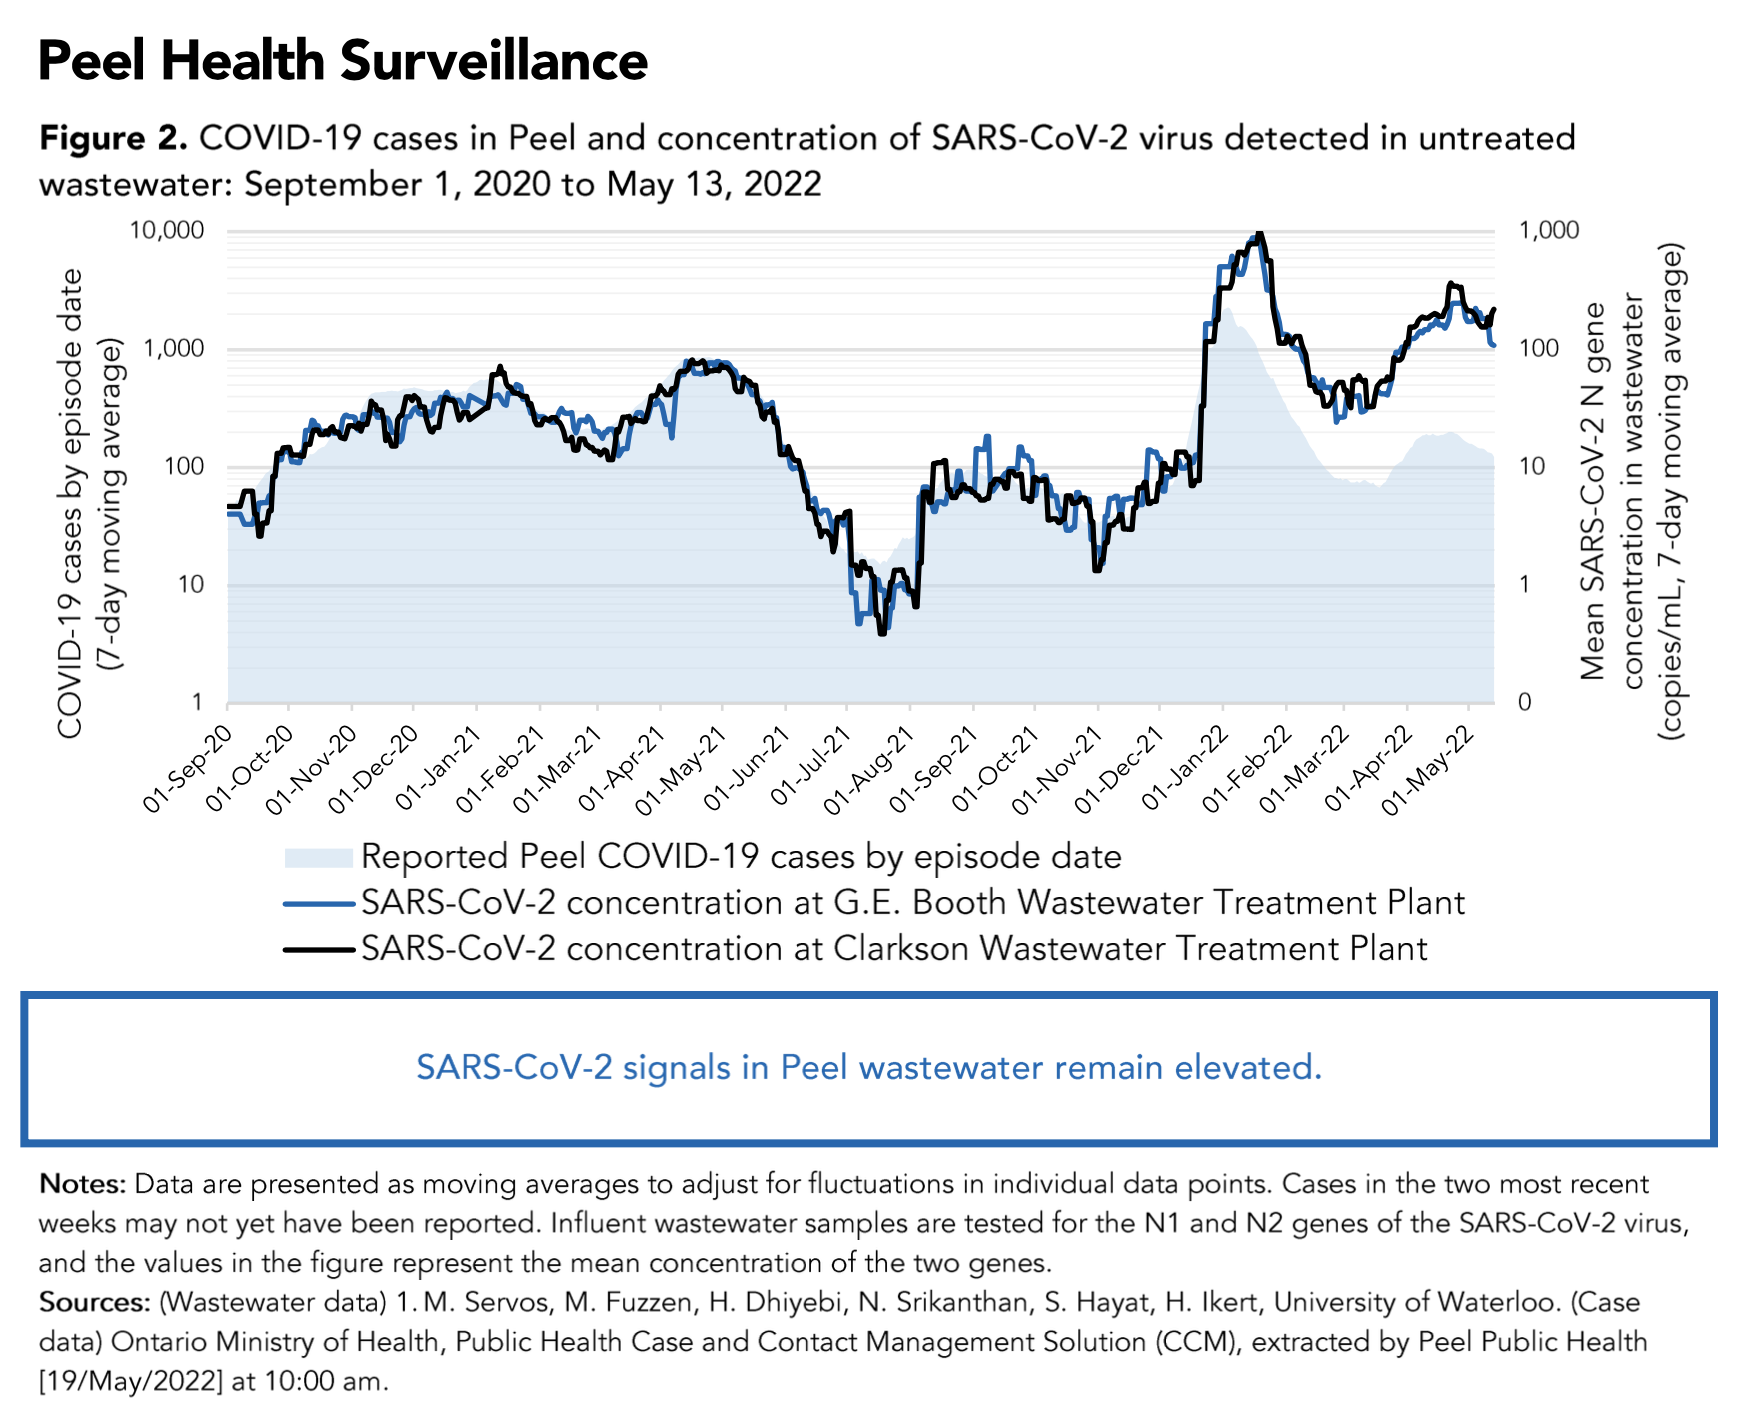 Peel Health Surveillance
Figure 2. COVID-19 cases in Peel and concentration of SARS-CoV-2 virus detected in untreated
wastewater: September 1, 2020 to May 13, 2022
COVID-19 cases by episode date
(7-day moving average)
10,000
1,000
100
10
1
1,000
100
10
1
0
Mean SARS-CoV-2 N gene
concentration in wastewater
(copies/mL, 7-day moving average)
01-Sep-20
01-Oct-20
01-Nov-20
01-Dec-20
01-Jan-21
01-Feb-21
01-Mar-21
01-Apr-21
01-May-21
01-Jun-21
01-Jul-21
01-Aug-21
01-Sep-21
01-Oct-21
01-Nov-21
01-Dec-21
01-Jan-22
01-Feb-22
01-Mar-22
01-Apr-22
01-May-22
Reported Peel COVID-19 cases by episode date
SARS-CoV-2 concentration at G.E. Booth Wastewater Treatment Plant
SARS-CoV-2 concentration at Clarkson Wastewater Treatment Plant
SARS-CoV-2 signals in Peel wastewater remain elevated.
Notes: Data are presented as moving averages to adjust for fluctuations in individual data points. Cases in the two most recent
weeks may not yet have been reported. Influent wastewater samples are tested for the N1 and N2 genes of the SARS-CoV-2 virus,
and the values in the figure represent the mean concentration of the two genes.
Sources: (Wastewater data) 1. M. Servos, M. Fuzzen, H. Dhiyebi, N. Srikanthan, S. Hayat, H. Ikert, University of Waterloo. (Case
data) Ontario Ministry of Health, Public Health Case and Contact Management Solution (CCM), extracted by Peel Public Health
[19/May/2022] at 10:00 am.